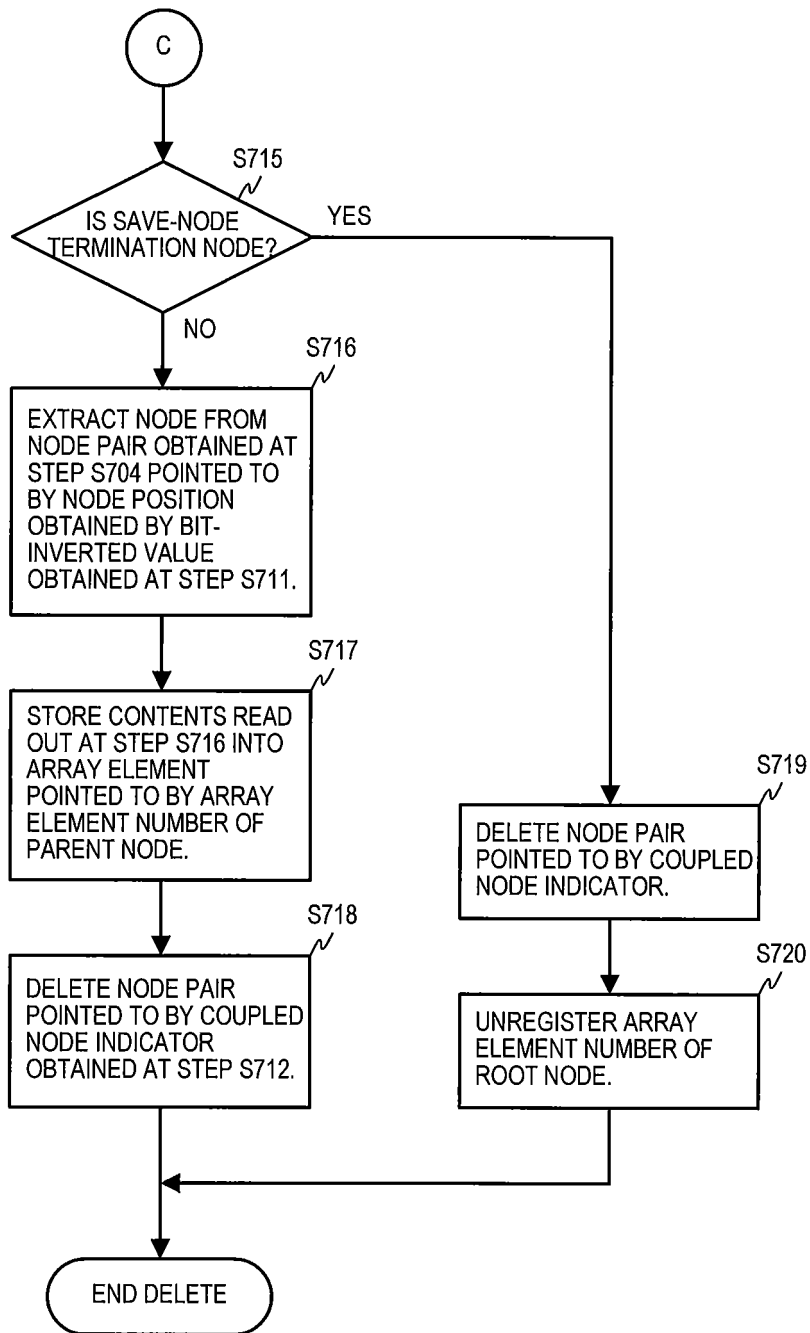 C
S715
IS SAVE-NODE
TERMINATION NODE?
YES
NO
S716
EXTRACT NODE FROM
NODE PAIR OBTAINED AT
STEP S704 POINTED TO
BY NODE POSITION
OBTAINED BY BIT-
INVERTED VALUE
OBTAINED AT STEP S711.
S717
STORE CONTENTS READ
OUT AT STEP S716 INTO
ARRAY ELEMENT
POINTED TO BY ARRAY
ELEMENT NUMBER OF
PARENT NODE.
S718
DELETE NODE PAIR
POINTED TO BY COUPLED
NODE INDICATOR
OBTAINED AT STEP S712.
S719
DELETE NODE PAIR
POINTED TO BY COUPLED
NODE INDICATOR.
S720
UNREGISTER ARRAY
ELEMENT NUMBER OF
ROOT NODE.
END DELETE